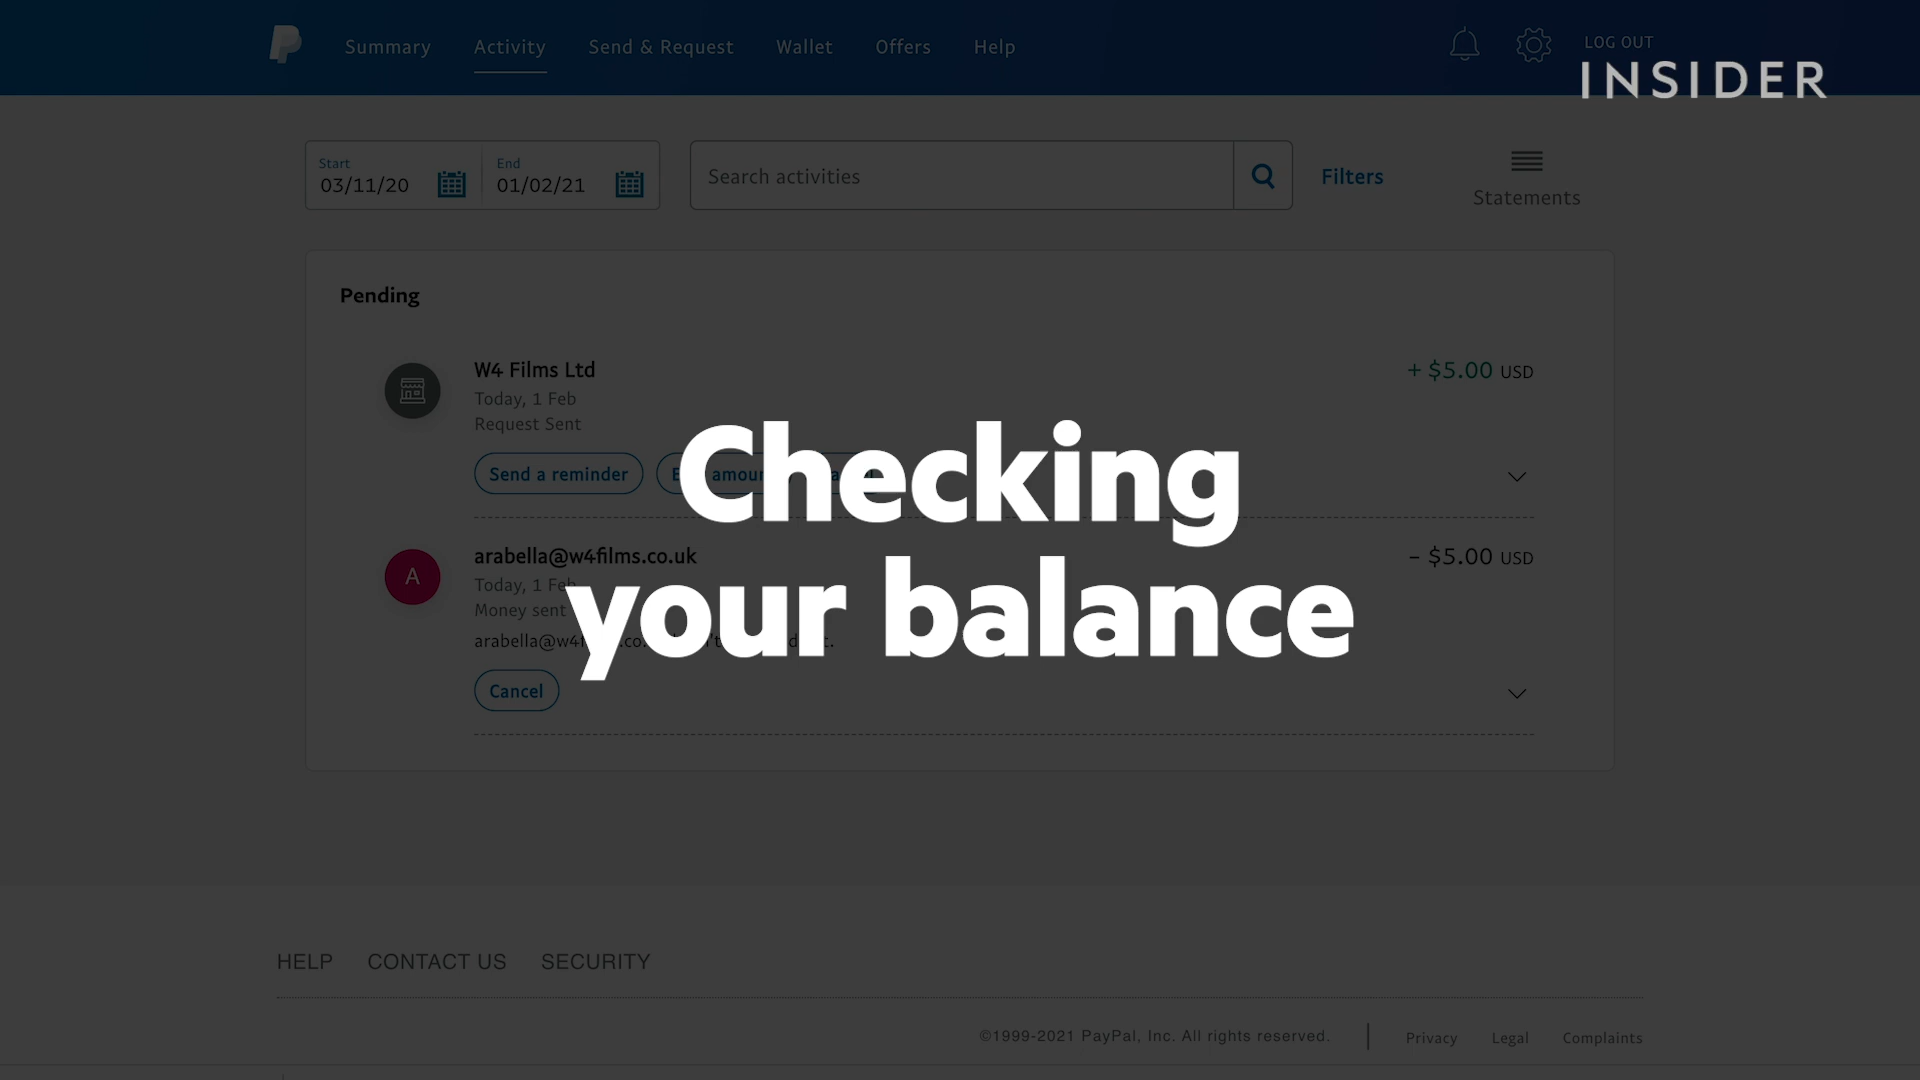 Summary Activity Send & Request Wallet Offers Help LOG OUT
INSIDER
Start End
03/11/20 01/02/21
Search activities
Filters
Statements
Pending
W4 Films Ltd + $5.00 USD
Today, 1 Feb
Request Sent
Send a reminder
Checking
your balance
arabella@w4films.co.uk – $5.00 USD
Today, 1 Feb
Money sent
A
Cancel
HELP CONTACT US SECURITY
©1999-2021 PayPal, Inc. All rights reserved. Privacy Legal Complaints